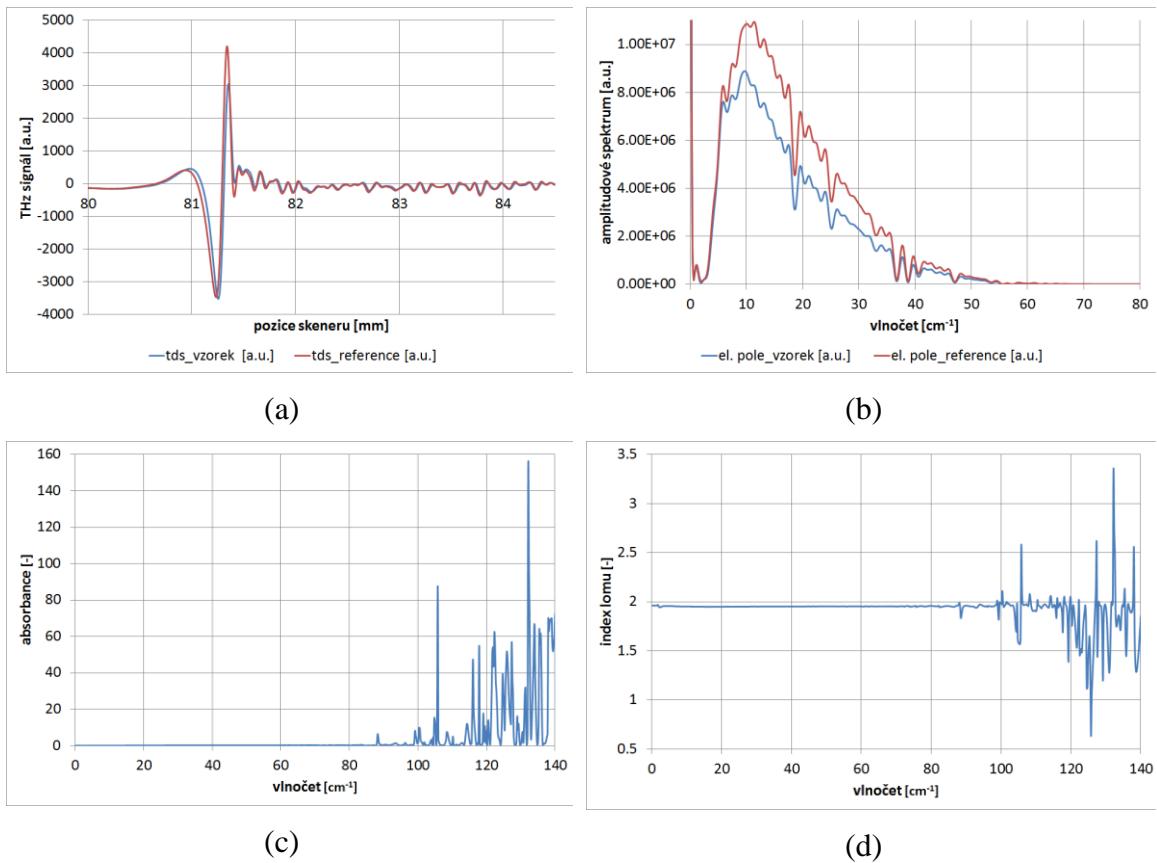 5000
4000
3000
2000
1000
0
-1000
-2000
-3000
-4000
80
81
82
83
84
THz signál [a.u.]
pozice skeneru [mm]
tds_vzorek [a.u.]
tds_reference [a.u.]
(a)
1.00E+07
8.00E+06
6.00E+06
4.00E+06
2.00E+06
0.00E+00
0
10
20
30
40
50
60
70
80
amplitudové spektrum [a.u.]
vlnočet [cm⁻¹]
el. pole_vzorek [a.u.]
el. pole_reference [a.u.]
(b)
160
140
120
100
80
60
40
20
0
0
20
40
60
80
100
120
140
absorbance [-]
vlnočet [cm⁻¹]
(c)
3.5
3
2.5
2
1.5
1
0.5
0
20
40
60
80
100
120
140
index lomu [-]
vlnočet [cm⁻¹]
(d)